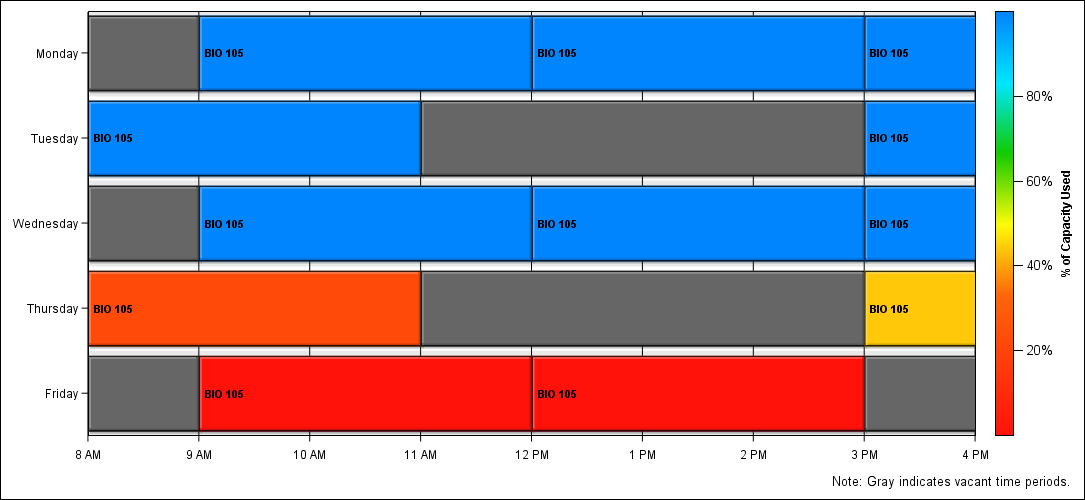 Monday
BIO 105
BIO 105
BIO 105
Tuesday
BIO 105
BIO 105
Wednesday
BIO 105
BIO 105
BIO 105
Thursday
BIO 105
BIO 105
Friday
BIO 105
BIO 105
8 AM 9 AM 10 AM 11 AM 12 PM 1 PM 2 PM 3 PM 4 PM
80%
60%
40%
20%
% of Capacity Used
Note: Gray indicates vacant time periods.